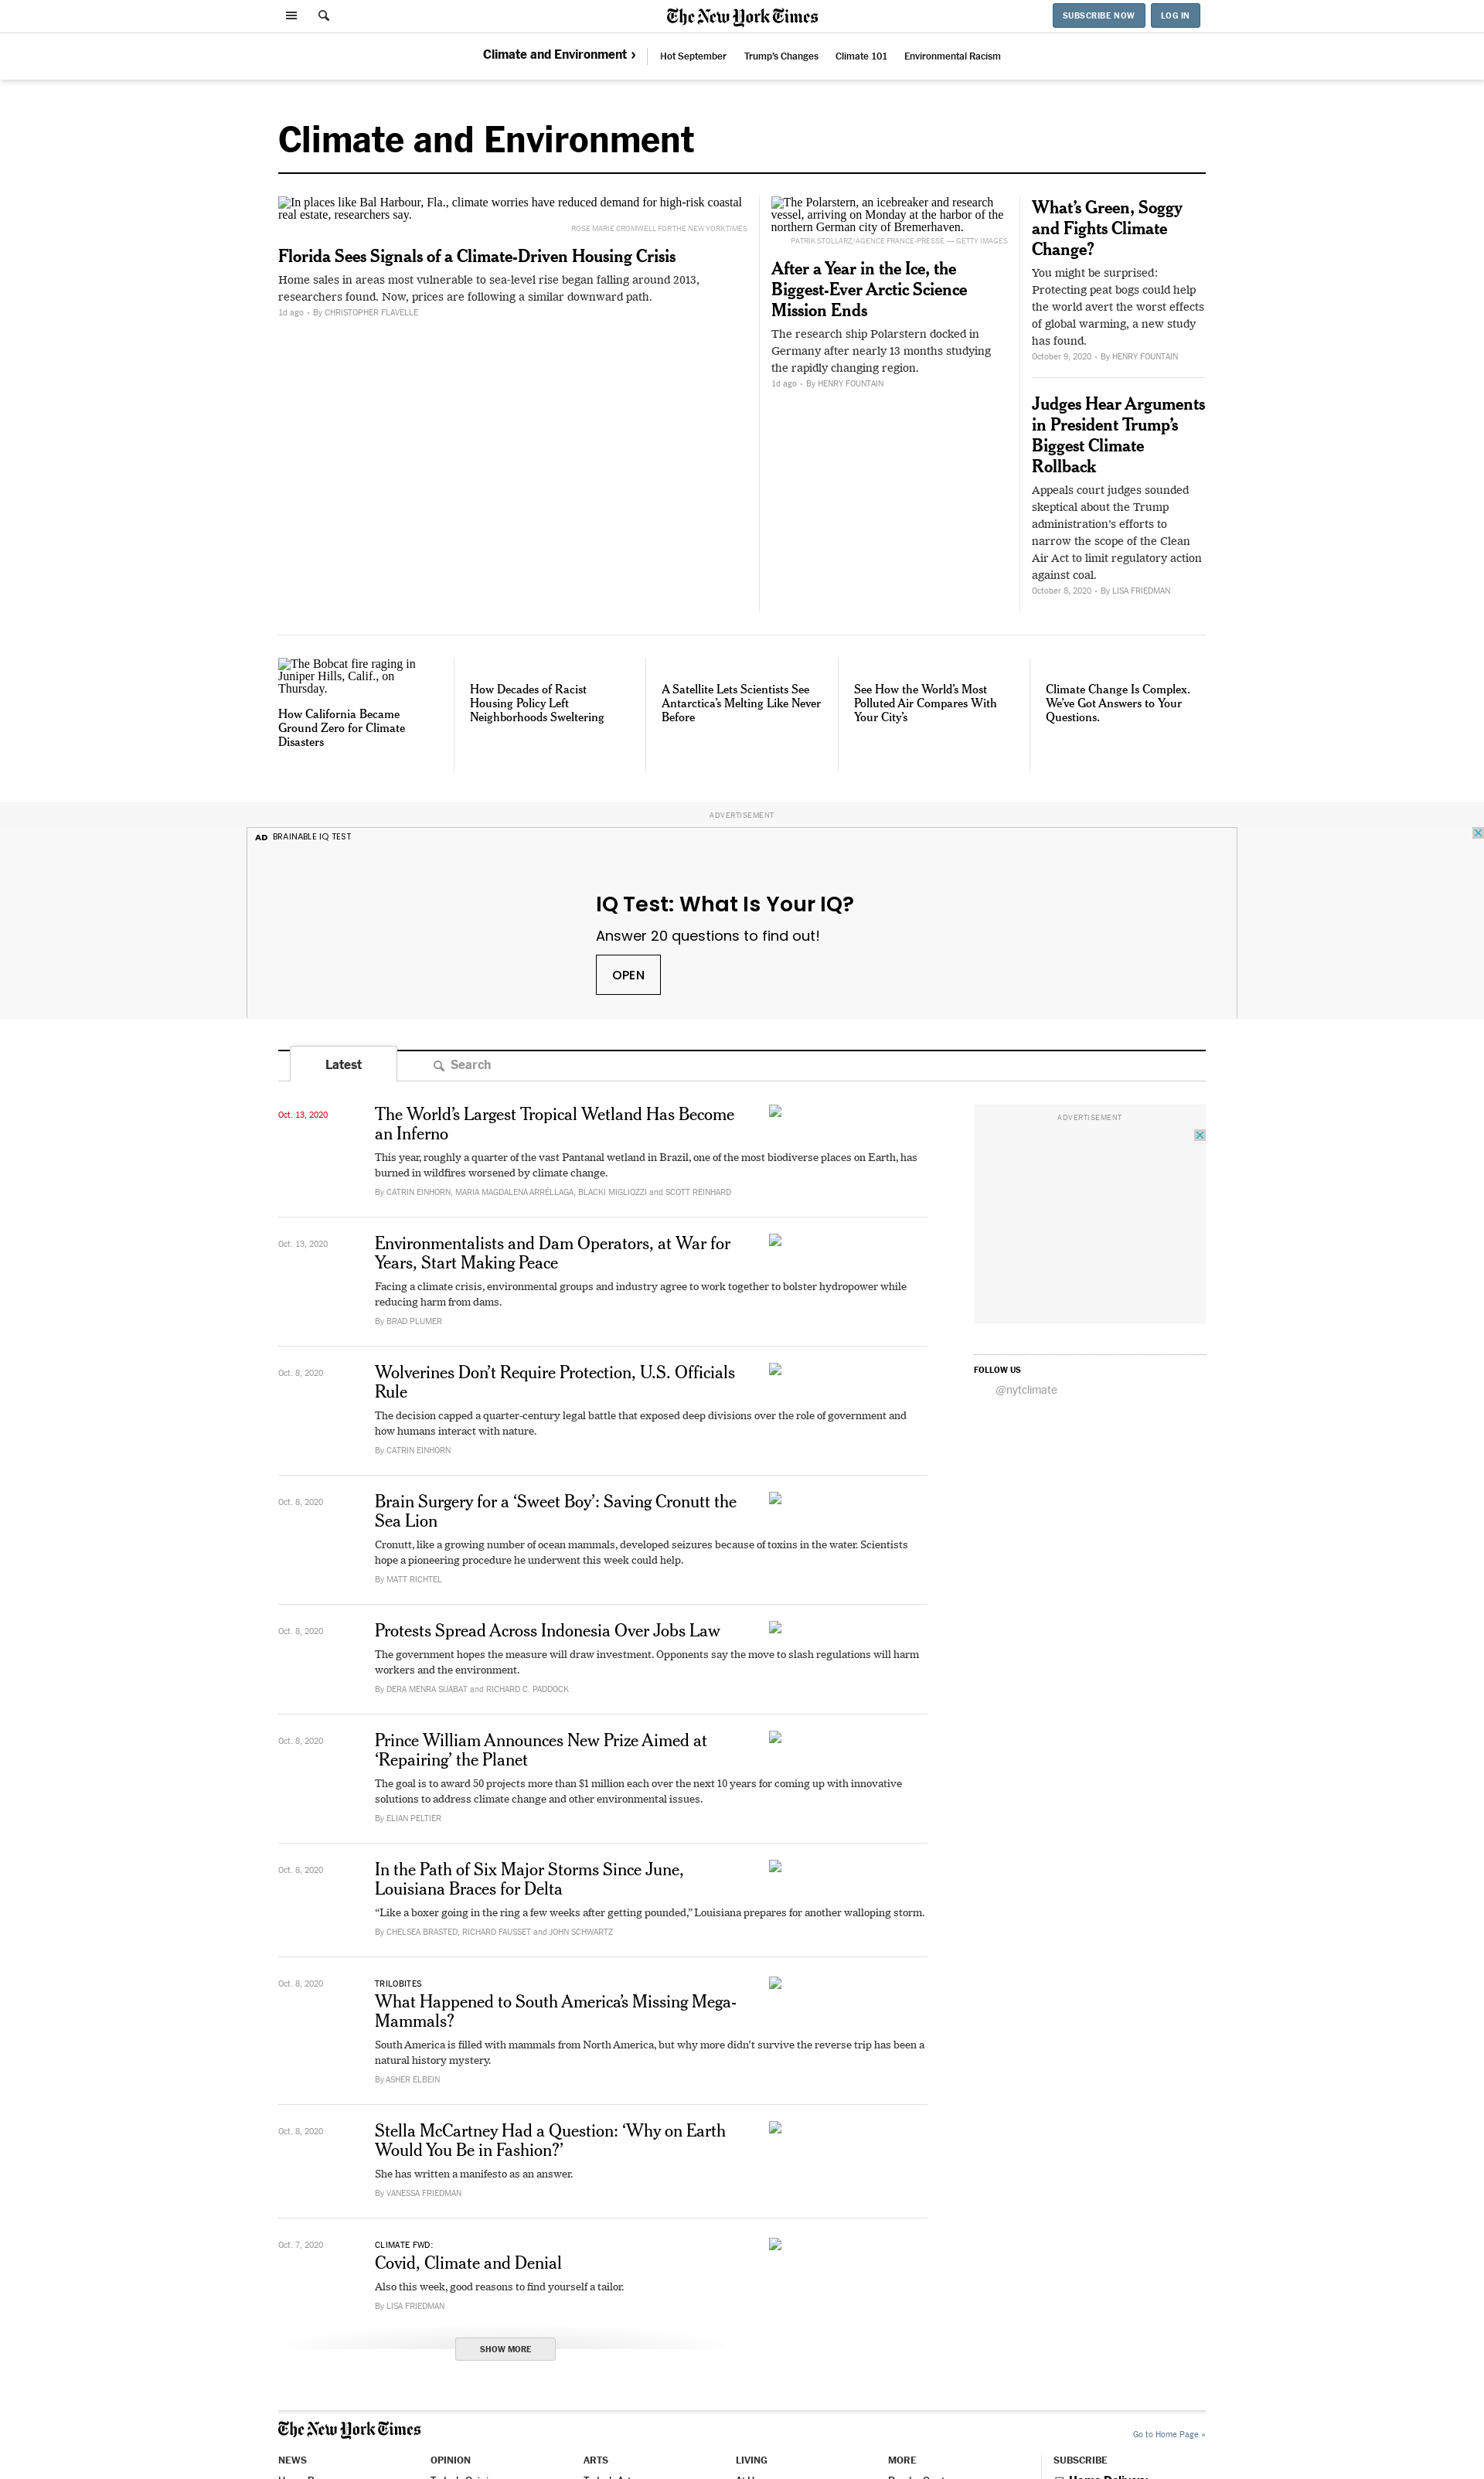 The New York Times
SUBSCRIBE NOW
LOG IN
Climate and Environment ›
Hot September
Trump's Changes
Climate 101
Environmental Racism
Climate and Environment
In places like Bal Harbour, Fla., climate worries have reduced demand for high-risk coastal
real estate, researchers say.
ROSE MARIE CROMWELL FOR THE NEW YORK TIMES
Florida Sees Signals of a Climate-Driven Housing Crisis
Home sales in areas most vulnerable to sea-level rise began falling around 2013,
researchers found. Now, prices are following a similar downward path.
1d ago • By CHRISTOPHER FLAVELLE
The Polarstern, an icebreaker and research
vessel, arriving on Monday at the harbor of the
northern German city of Bremerhaven.
PATRIK STOLLARZ/AGENCE FRANCE-PRESSE — GETTY IMAGES
After a Year in the Ice, the
Biggest-Ever Arctic Science
Mission Ends
The research ship Polarstern docked in
Germany after nearly 13 months studying
the rapidly changing region.
1d ago • By HENRY FOUNTAIN
What's Green, Soggy
and Fights Climate
Change?
You might be surprised:
Protecting peat bogs could help
the world avert the worst effects
of global warming, a new study
has found.
October 9, 2020 • By HENRY FOUNTAIN
Judges Hear Arguments
in President Trump's
Biggest Climate
Rollback
Appeals court judges sounded
skeptical about the Trump
administration's efforts to
narrow the scope of the Clean
Air Act to limit regulatory action
against coal.
October 8, 2020 • By LISA FRIEDMAN
The Bobcat fire raging in
Juniper Hills, Calif., on
Thursday.
How California Became
Ground Zero for Climate
Disasters
How Decades of Racist
Housing Policy Left
Neighborhoods Sweltering
A Satellite Lets Scientists See
Antarctica's Melting Like Never
Before
See How the World's Most
Polluted Air Compares With
Your City's
Climate Change Is Complex.
We've Got Answers to Your
Questions.
ADVERTISEMENT
AD BRAINABLE IQ TEST
IQ Test: What Is Your IQ?
Answer 20 questions to find out!
OPEN
Latest
Search
Oct. 13, 2020
The World's Largest Tropical Wetland Has Become
an Inferno
This year, roughly a quarter of the vast Pantanal wetland in Brazil, one of the most biodiverse places on Earth, has
burned in wildfires worsened by climate change.
By CATRIN EINHORN, MARIA MAGDALENA ARRÉLLAGA, BLACKI MIGLIOZZI and SCOTT REINHARD
ADVERTISEMENT
Oct. 13, 2020
Environmentalists and Dam Operators, at War for
Years, Start Making Peace
Facing a climate crisis, environmental groups and industry agree to work together to bolster hydropower while
reducing harm from dams.
By BRAD PLUMER
FOLLOW US
@nytclimate
Oct. 8, 2020
Wolverines Don't Require Protection, U.S. Officials
Rule
The decision capped a quarter-century legal battle that exposed deep divisions over the role of government and
how humans interact with nature.
By CATRIN EINHORN
Oct. 8, 2020
Brain Surgery for a 'Sweet Boy': Saving Cronutt the
Sea Lion
Cronutt, like a growing number of ocean mammals, developed seizures because of toxins in the water. Scientists
hope a pioneering procedure he underwent this week could help.
By MATT RICHTEL
Oct. 8, 2020
Protests Spread Across Indonesia Over Jobs Law
The government hopes the measure will draw investment. Opponents say the move to slash regulations will harm
workers and the environment.
By DERA MENRA SIJABAT and RICHARD C. PADDOCK
Oct. 8, 2020
Prince William Announces New Prize Aimed at
'Repairing' the Planet
The goal is to award 50 projects more than $1 million each over the next 10 years for coming up with innovative
solutions to address climate change and other environmental issues.
By ELIAN PELTIER
Oct. 8, 2020
In the Path of Six Major Storms Since June,
Louisiana Braces for Delta
“Like a boxer going in the ring a few weeks after getting pounded,” Louisiana prepares for another walloping storm.
By CHELSEA BRASTED, RICHARD FAUSSET and JOHN SCHWARTZ
Oct. 8, 2020
TRILOBITES
What Happened to South America's Missing Mega-
Mammals?
South America is filled with mammals from North America, but why more didn't survive the reverse trip has been a
natural history mystery.
By ASHER ELBEIN
Oct. 8, 2020
Stella McCartney Had a Question: 'Why on Earth
Would You Be in Fashion?'
She has written a manifesto as an answer.
By VANESSA FRIEDMAN
Oct. 7, 2020
CLIMATE FWD:
Covid, Climate and Denial
Also this week, good reasons to find yourself a tailor.
By LISA FRIEDMAN
SHOW MORE
The New York Times
Go to Home Page »
NEWS
OPINION
ARTS
LIVING
MORE
SUBSCRIBE